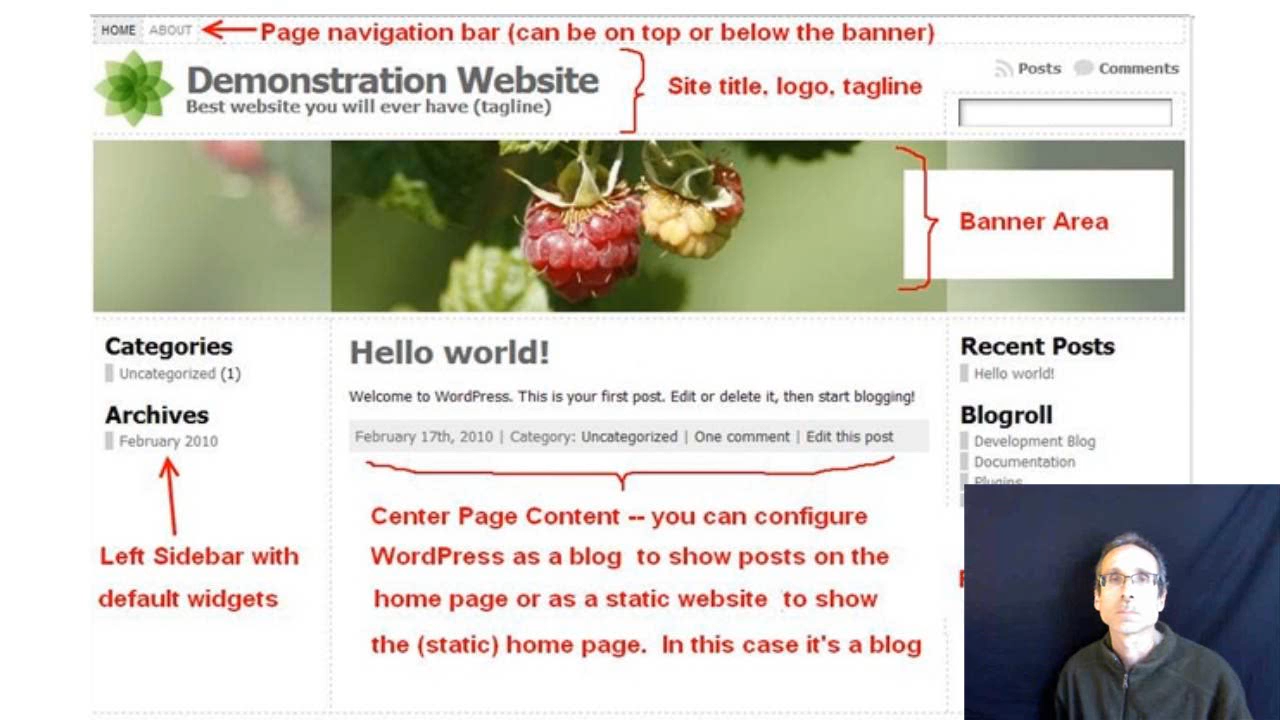 HOME ABOUT Page navigation bar (can be on top or below the banner)
Demonstration Website
Best website you will ever have (tagline)
Site title, logo, tagline
Posts Comments
Banner Area
Categories
Uncategorized (1)
Archives
February 2010
Left Sidebar with
default widgets
Hello world!
Welcome to WordPress. This is your first post. Edit or delete it, then start blogging!
February 17th, 2010 | Category: Uncategorized | One comment | Edit this post
Center Page Content -- you can configure
WordPress as a blog to show posts on the
home page or as a static website to show
the (static) home page. In this case it's a blog
Recent Posts
Hello world!
Blogroll
Development Blog
Documentation
Plugins